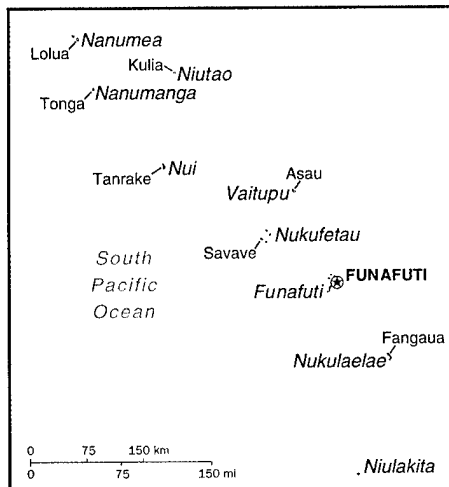 Nanumea
Lolua
Kulia
Niutao
Nanumanga
Tonga
Nui
Tanrake
Asau
Vaitupu
Nukufetau
Savave
South
Pacific
Ocean
FUNAFUTI
Funafuti
Fangaua
Nukulaelae
0 75 150 km
0 75 150 mi
Niulakita